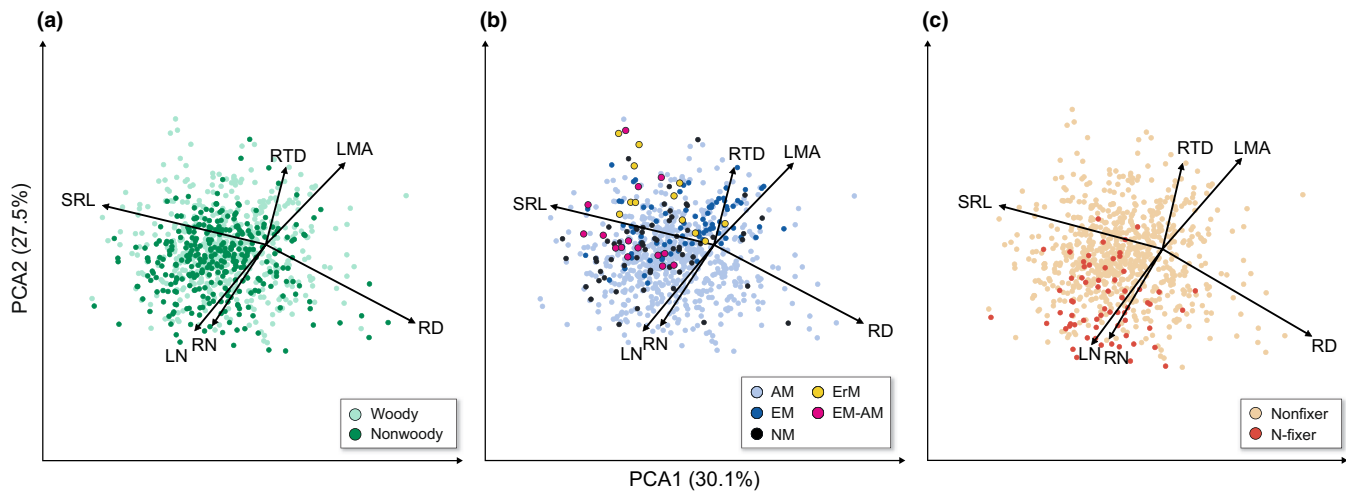 (a)
RTD
LMA
SRL
RD
LN
RN
PCA2 (27.5%)
Woody
Nonwoody
(b)
RTD
LMA
SRL
RD
LN
RN
AM
ErM
EM
EM-AM
NM
PCA1 (30.1%)
(c)
RTD
LMA
SRL
RD
LN
RN
Nonfixer
N-fixer